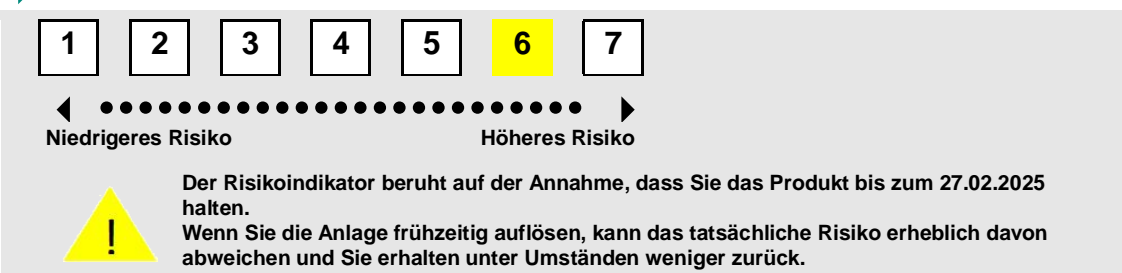 1 2 3 4 5 6 7
Niedrigeres Risiko Höheres Risiko
Der Risikoindikator beruht auf der Annahme, dass Sie das Produkt bis zum 27.02.2025
halten.
Wenn Sie die Anlage frühzeitig auflösen, kann das tatsächliche Risiko erheblich davon
abweichen und Sie erhalten unter Umständen weniger zurück.
!